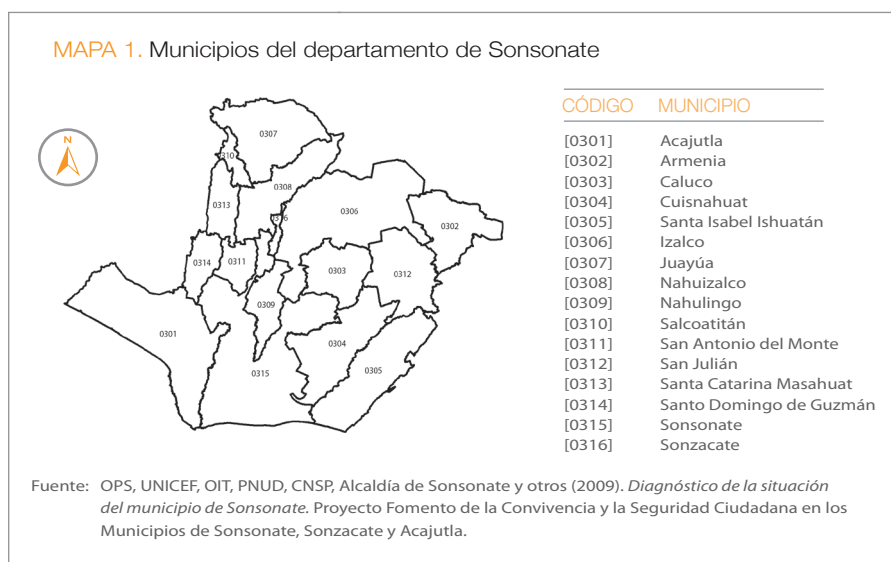 MAPA 1. Municipios del departamento de Sonsonate
N
0307
0310
0308
0313
0316
0306
0302
0314
0311
0303
0312
0309
0301
0304
0315
0305
CÓDIGO MUNICIPIO
[0301] Acajutla
[0302] Armenia
[0303] Caluco
[0304] Cuisnahuat
[0305] Santa Isabel Ishuatán
[0306] Izalco
[0307] Juayúa
[0308] Nahuizalco
[0309] Nahulingo
[0310] Salcoatitán
[0311] San Antonio del Monte
[0312] San Julián
[0313] Santa Catarina Masahuat
[0314] Santo Domingo de Guzmán
[0315] Sonsonate
[0316] Sonzacate
Fuente: OPS, UNICEF, OIT, PNUD, CNSP, Alcaldía de Sonsonate y otros (2009). Diagnóstico de la situación
del municipio de Sonsonate. Proyecto Fomento de la Convivencia y la Seguridad Ciudadana en los
Municipios de Sonsonate, Sonzacate y Acajutla.